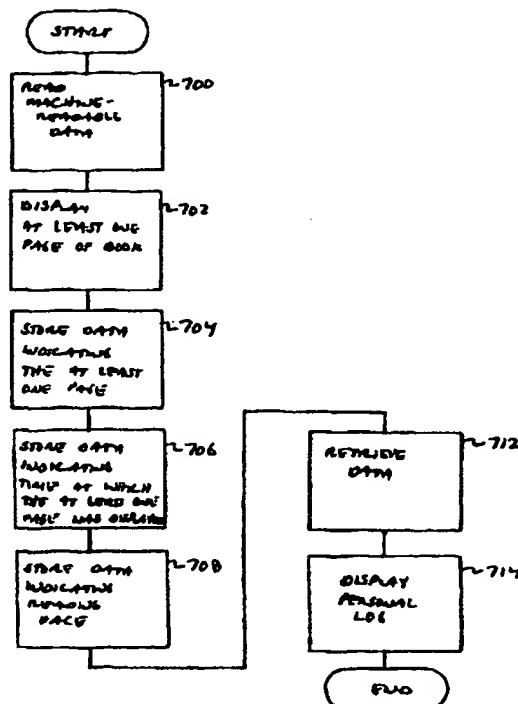 START
READ
MACHINE-
READABLE
DATA
700
DISPLAY
AT LEAST ONE
PAGE OF BOOK
702
STORE DATA
INDICATING
THE AT LEAST
ONE PAGE
704
STORE DATA
INDICATING
TIME AT WHICH
THE AT LEAST ONE
PAGE WAS DISPLAYED
706
STORE DATA
INDICATING
READING
PACE
708
RETRIEVE
DATA
712
DISPLAY
PERSONAL
LOG
714
END